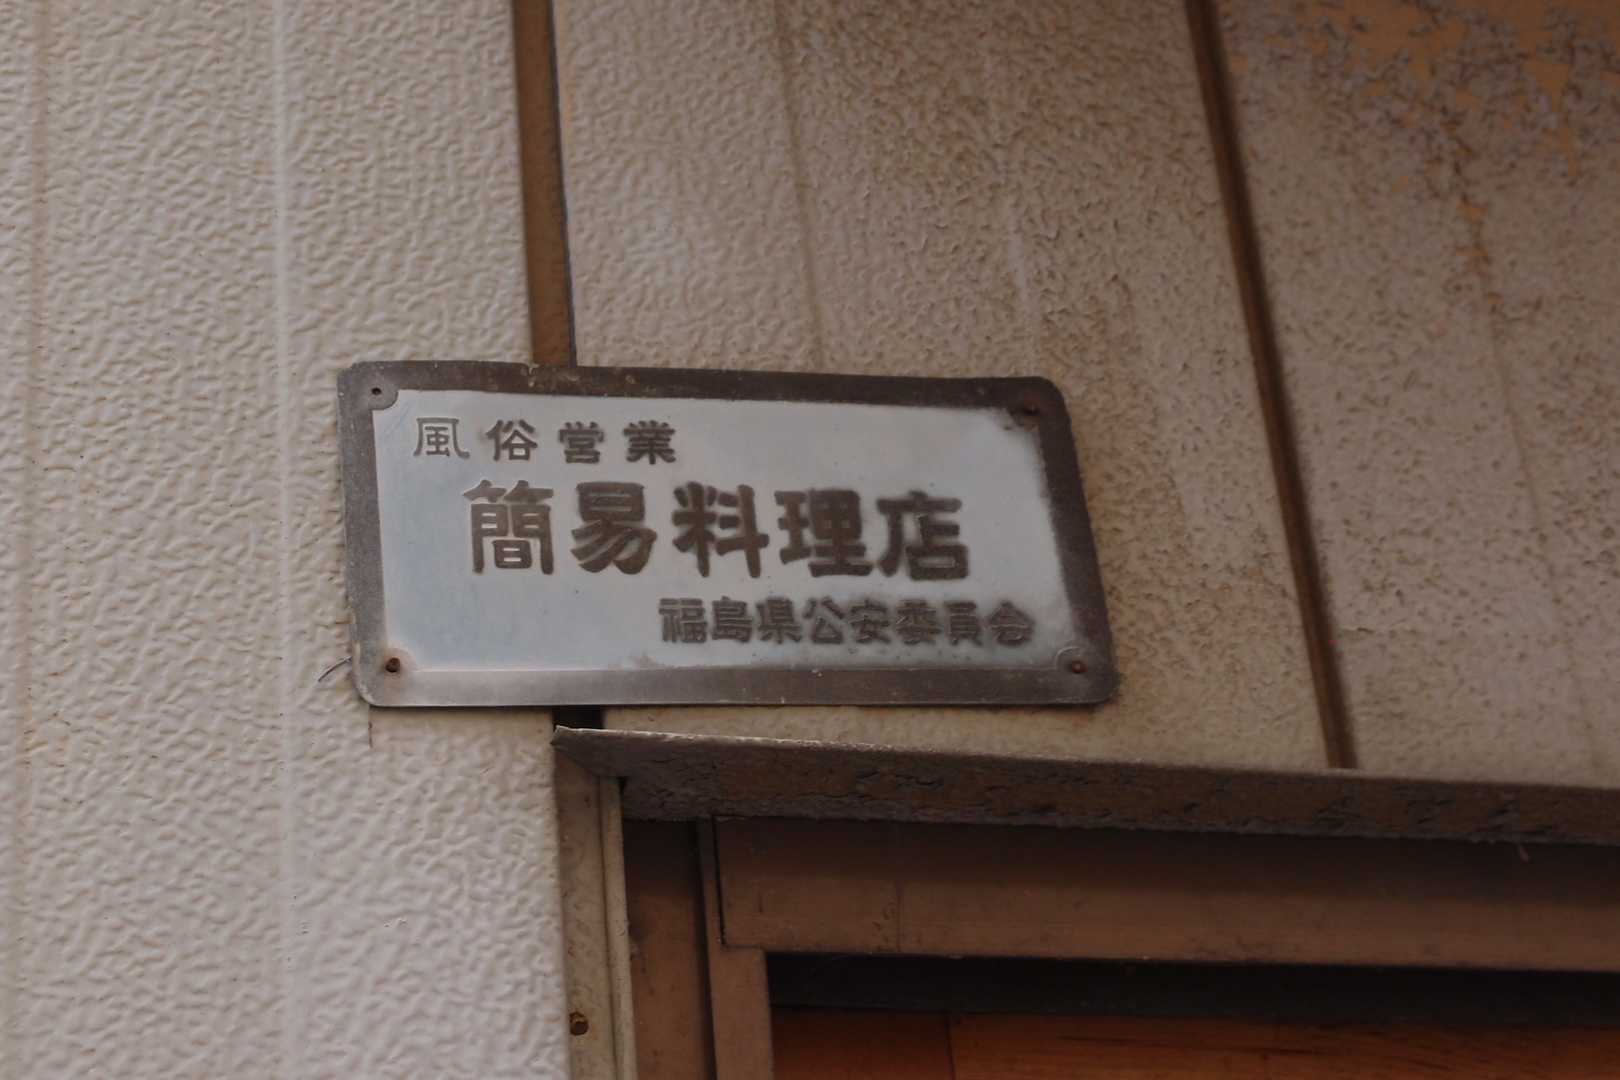 風俗営業
簡易料理店
福島県公安委員会